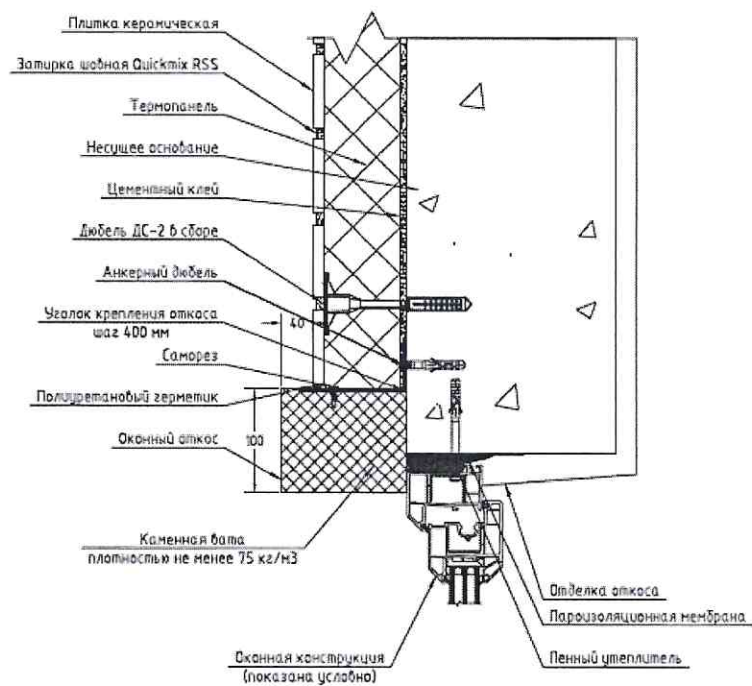 Плитка керамическая
Затирка шовная Quickmix RSS
Термопанель
Несущее основание
Цементный клей
Дюбель ДС-2 в сборе
Анкерный дюбель
Уголок крепления откоса
шаг 400 мм
40
Саморез
Полиуретановый герметик
Оконный откос
100
Каменная вата
плотностью не менее 75 кг/м3
Отделка откоса
Пароизоляционная мембрана
Оконная конструкция
(показана условно)
Пенный утеплитель